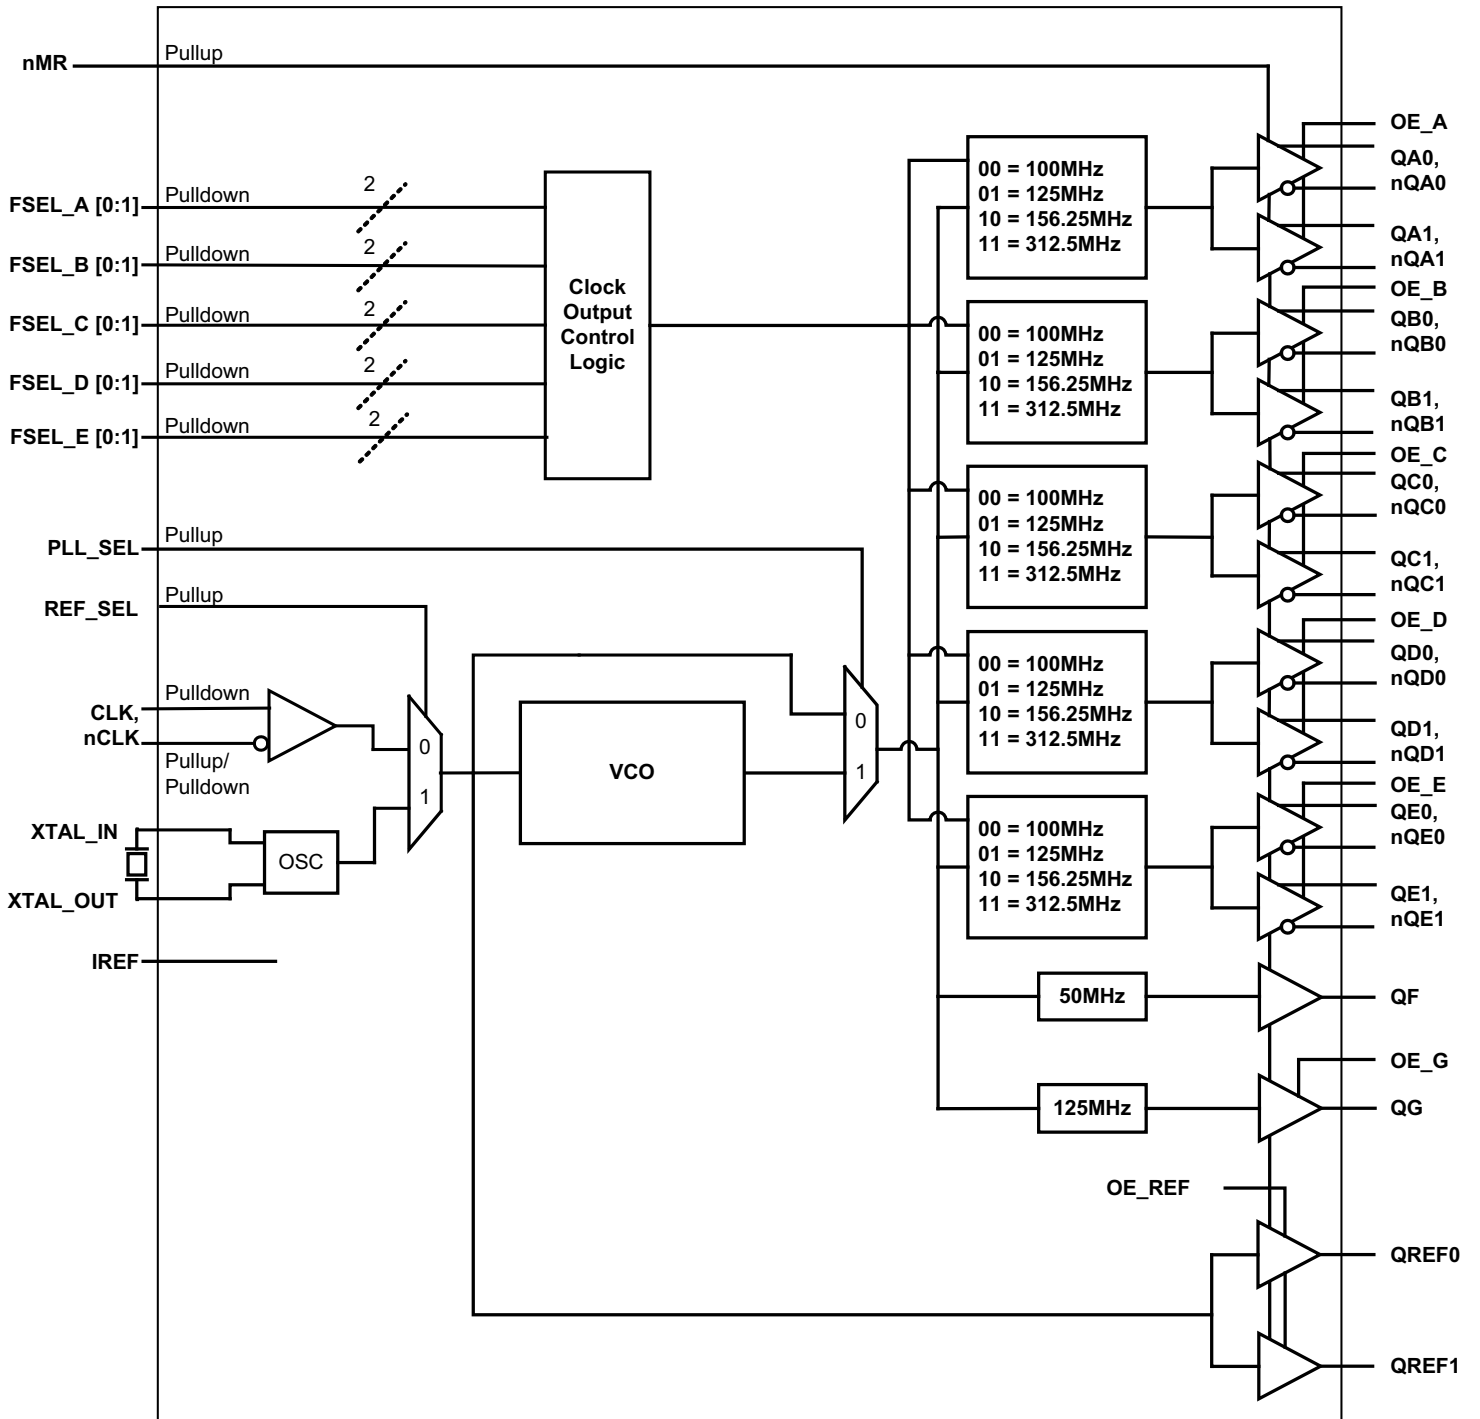 nMR
Pullup
FSEL_A [0:1]
Pulldown
2
FSEL_B [0:1]
Pulldown
2
FSEL_C [0:1]
Pulldown
2
FSEL_D [0:1]
Pulldown
2
FSEL_E [0:1]
Pulldown
2
Clock
Output
Control
Logic
PLL_SEL
Pullup
REF_SEL
Pullup
CLK,
nCLK
Pulldown
Pullup/
Pulldown
0
1
XTAL_IN
XTAL_OUT
OSC
IREF
VCO
0
1
00 = 100MHz
01 = 125MHz
10 = 156.25MHz
11 = 312.5MHz
00 = 100MHz
01 = 125MHz
10 = 156.25MHz
11 = 312.5MHz
00 = 100MHz
01 = 125MHz
10 = 156.25MHz
11 = 312.5MHz
00 = 100MHz
01 = 125MHz
10 = 156.25MHz
11 = 312.5MHz
00 = 100MHz
01 = 125MHz
10 = 156.25MHz
11 = 312.5MHz
50MHz
125MHz
OE_REF
OE_A
QA0,
nQA0
QA1,
nQA1
OE_B
QB0,
nQB0
QB1,
nQB1
OE_C
QC0,
nQC0
QC1,
nQC1
OE_D
QD0,
nQD0
QD1,
nQD1
OE_E
QE0,
nQE0
QE1,
nQE1
QF
OE_G
QG
QREF0
QREF1